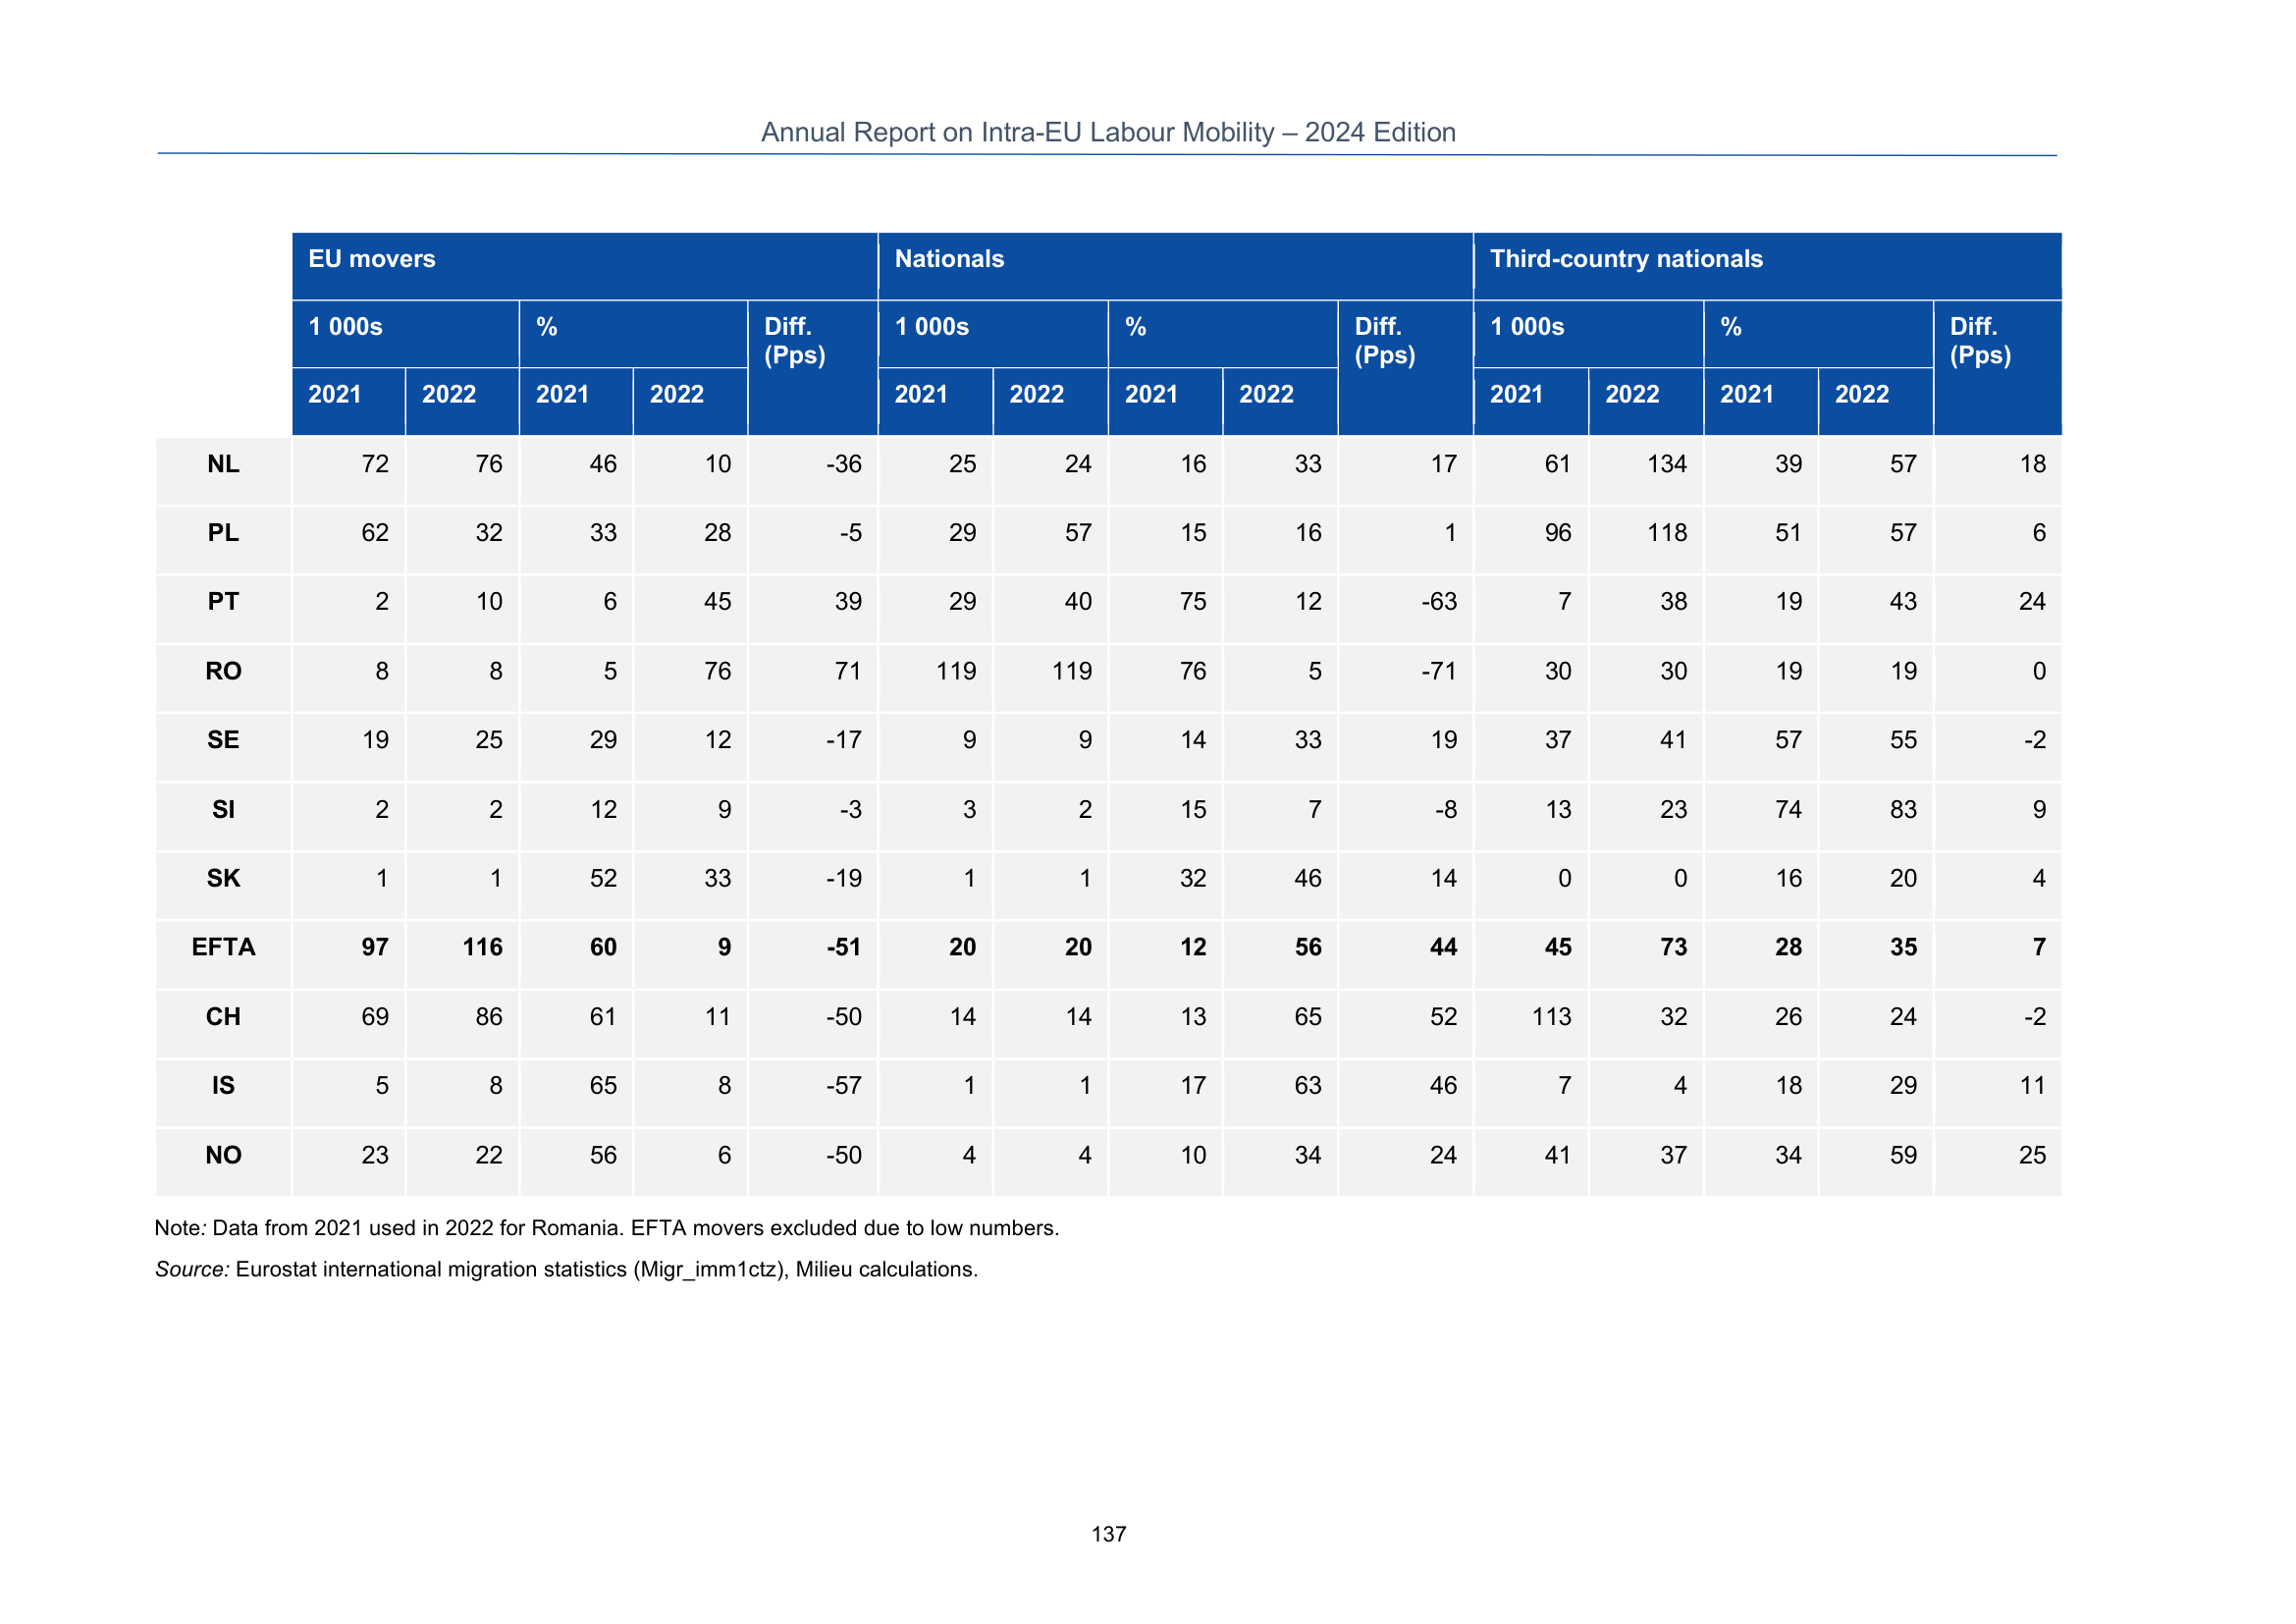 Annual Report on Intra-EU Labour Mobility – 2024 Edition
EU movers Nationals Third-country nationals
1 000s % Diff. (Pps) 1 000s % Diff. (Pps) 1 000s % Diff. (Pps)
2021 2022 2021 2022 2021 2022 2021 2022 2021 2022 2021 2022
NL 72 76 46 10 -36 25 24 16 33 17 61 134 39 57 18
PL 62 32 33 28 -5 29 57 15 16 1 96 118 51 57 6
PT 2 10 6 45 39 29 40 75 12 -63 7 38 19 43 24
RO 8 8 5 76 71 119 119 76 5 -71 30 30 19 19 0
SE 19 25 29 12 -17 9 9 14 33 19 37 41 57 55 -2
SI 2 2 12 9 -3 3 2 15 7 -8 13 23 74 83 9
SK 1 1 52 33 -19 1 1 32 46 14 0 0 16 20 4
EFTA 97 116 60 9 -51 20 20 12 56 44 45 73 28 35 7
CH 69 86 61 11 -50 14 14 13 65 52 113 32 26 24 -2
IS 5 8 65 8 -57 1 1 17 63 46 7 4 18 29 11
NO 23 22 56 6 -50 4 4 10 34 24 41 37 34 59 25
Note: Data from 2021 used in 2022 for Romania. EFTA movers excluded due to low numbers.
Source: Eurostat international migration statistics (Migr_imm1ctz), Milieu calculations.
137